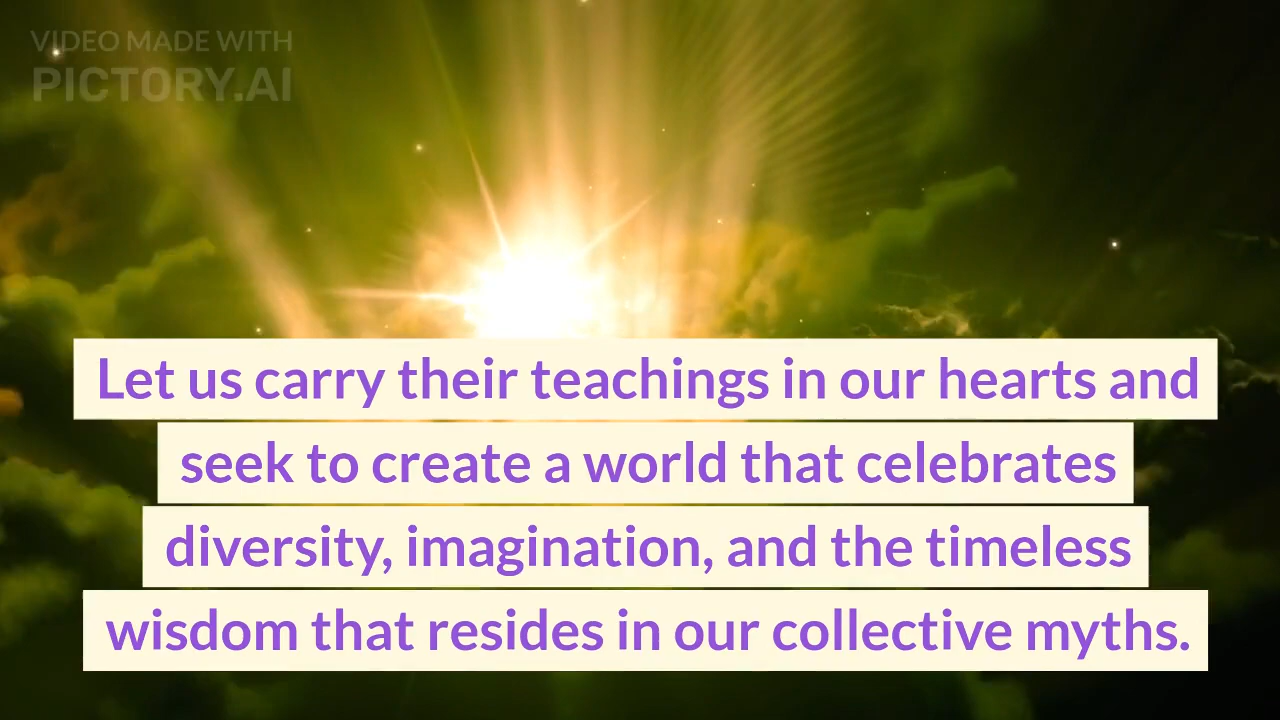 VIDEO MADE WITH
PICTORY.AI
Let us carry their teachings in our hearts and
seek to create a world that celebrates
diversity, imagination, and the timeless
wisdom that resides in our collective myths.